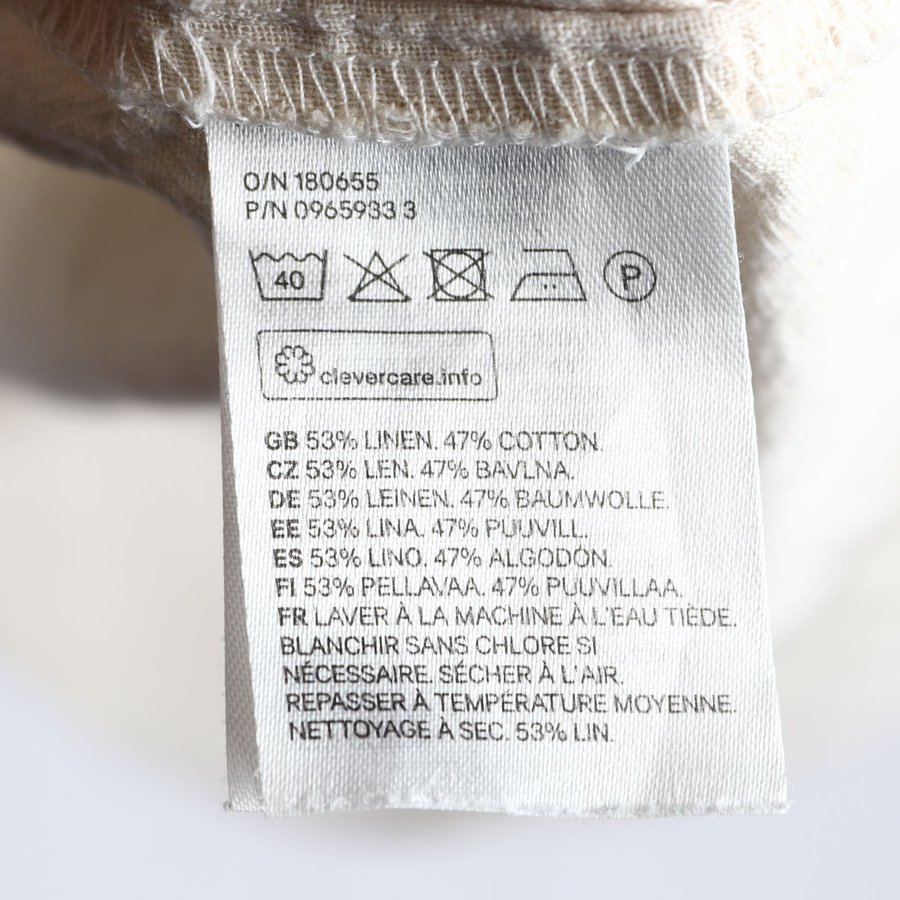 O/N 180655
P/N 0965933 3
40
P
clevercare.info
GB 53% LINEN. 47% COTTON.
CZ 53% LEN. 47% BAVLNA.
DE 53% LEINEN. 47% BAUMWOLLE.
EE 53% LINA. 47% PUUVILL.
ES 53% LINO. 47% ALGODÓN.
FI 53% PELLAVAA. 47% PUUVILLAA.
FR LAVER À LA MACHINE À L'EAU TIÈDE.
BLANCHIR SANS CHLORE SI
NÉCESSAIRE. SÉCHER À L'AIR.
REPASSER À TEMPÉRATURE MOYENNE.
NETTOYAGE À SEC. 53% LIN.